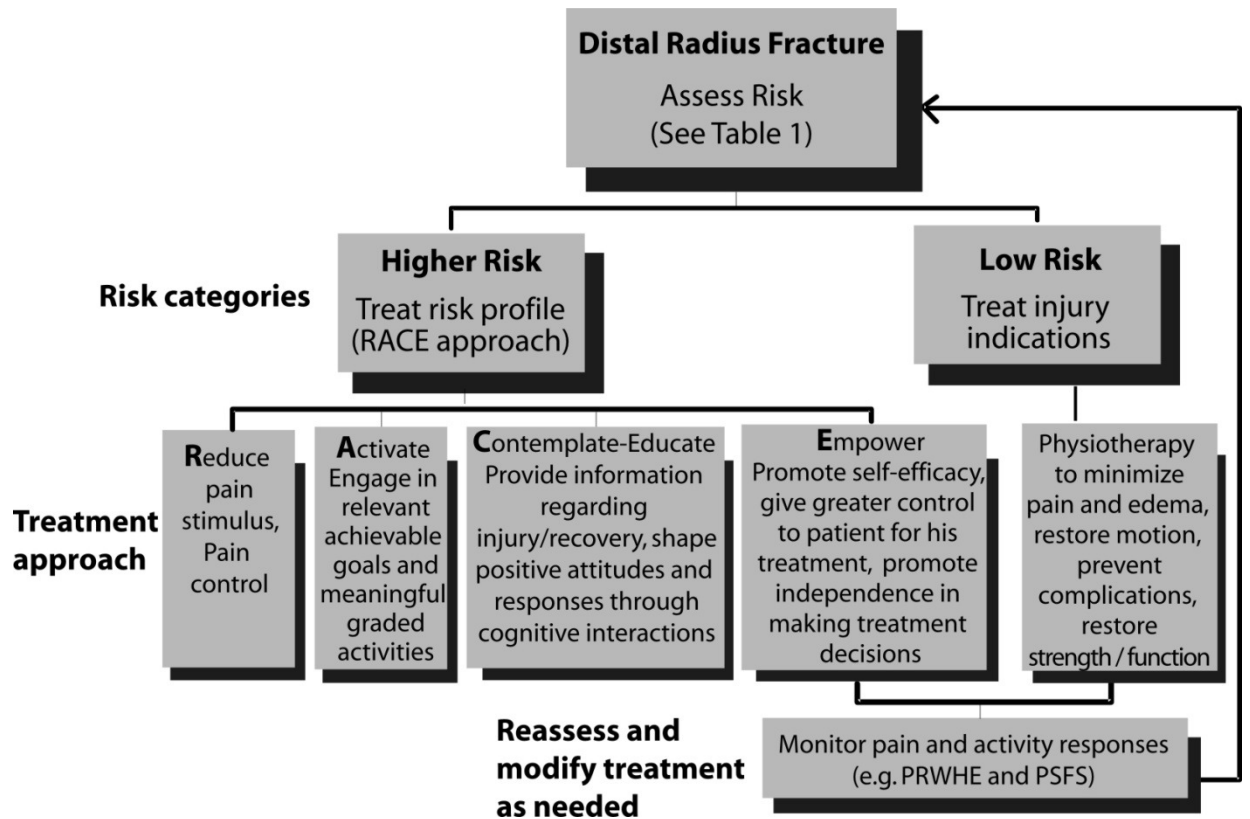 Distal Radius Fracture
Assess Risk
(See Table 1)
Risk categories
Higher Risk
Treat risk profile
(RACE approach)
Low Risk
Treat injury
indications
Treatment
approach
Reduce
pain
stimulus,
Pain
control
Activate
Engage in
relevant
achievable
goals and
meaningful
graded
activities
Contemplate-Educate
Provide information
regarding
injury/recovery, shape
positive attitudes and
responses through
cognitive interactions
Empower
Promote self-efficacy,
give greater control
to patient for his
treatment, promote
independence in
making treatment
decisions
Physiotherapy
to minimize
pain and edema,
restore motion,
prevent
complications,
restore
strength / function
Reassess and
modify treatment
as needed
Monitor pain and activity responses
(e.g. PRWHE and PSFS)